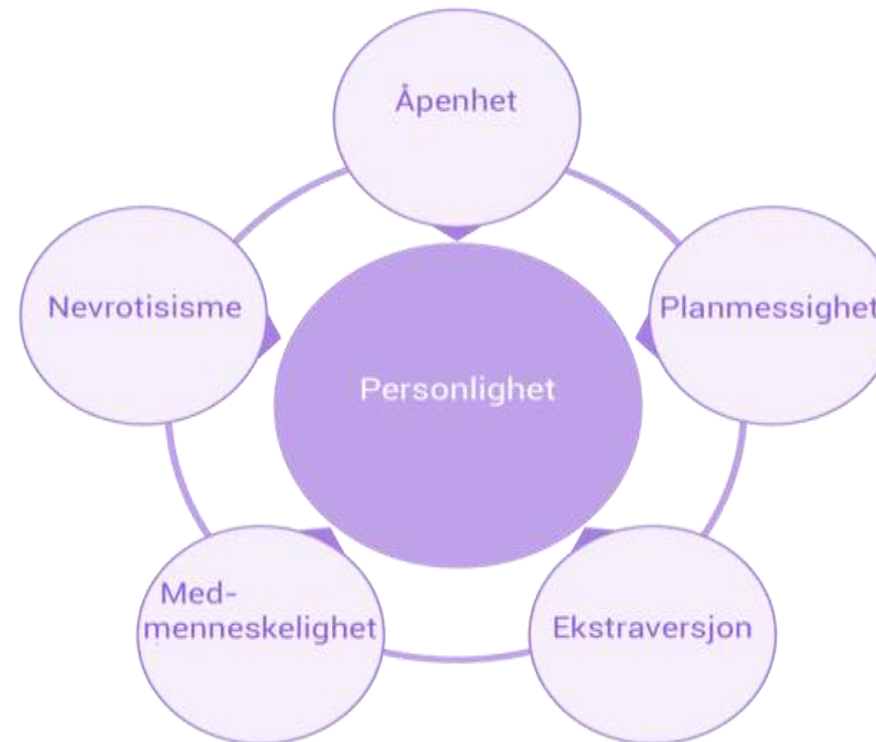 Åpenhet
Nevrotisisme
Planmessighet
Personlighet
Med-
menneskelighet
Ekstraversjon